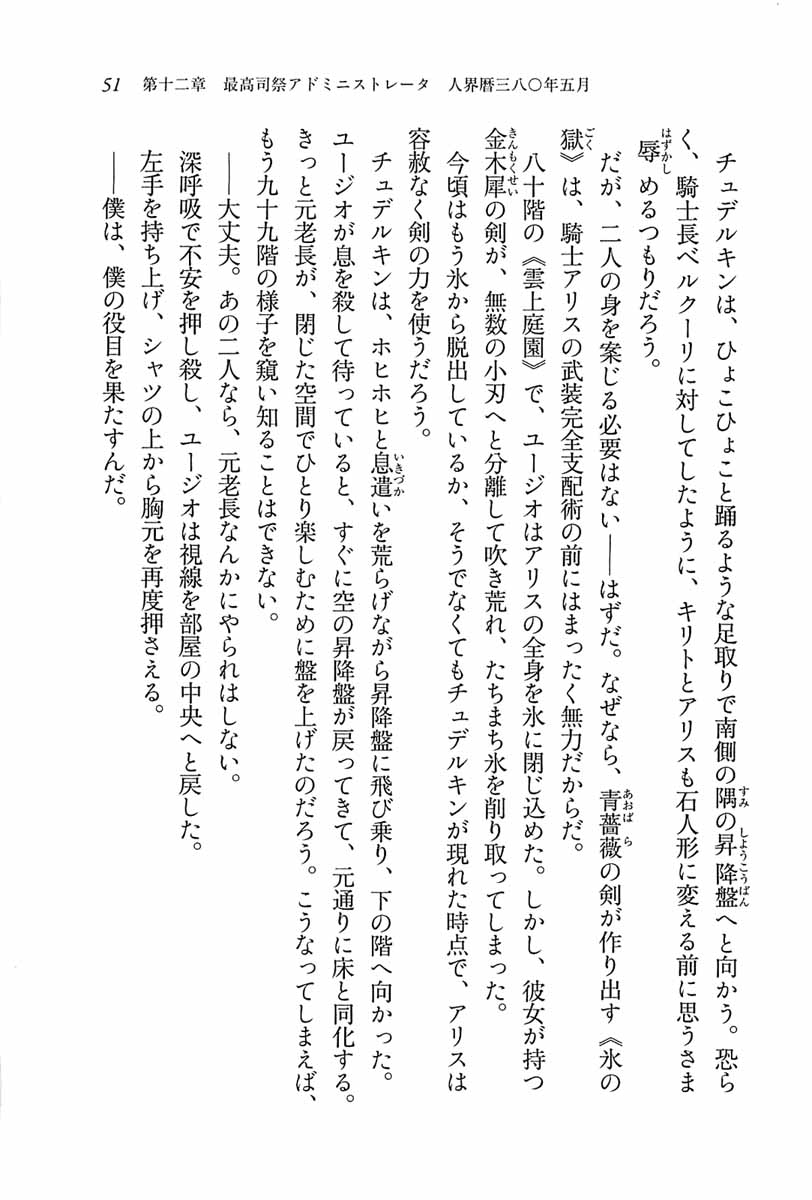 51　第十二章　最高司祭アドミニストレータ　人界暦三八〇年五月
　チュデルキンは、ひょこひょこと踊るような足取りで南側の隅の昇降盤へと向かう。恐ら
く、騎士長ベルクーリに対してしたように、キリトとアリスも石人形に変える前に思うさま
辱めるつもりだろう。
　だが、二人の身を案じる必要はない――はずだ。なぜなら、青薔薇の剣が作り出す《氷の
獄》は、騎士アリスの武装完全支配術の前にはまったく無力だからだ。
　八十階の《雲上庭園》で、ユージオはアリスの全身を氷に閉じ込めた。しかし、彼女が持つ
金木犀の剣が、無数の小刃へと分離して吹き荒れ、たちまち氷を削り取ってしまった。
　今頃はもう氷から脱出しているか、そうでなくてもチュデルキンが現れた時点で、アリスは
容赦なく剣の力を使うだろう。
　チュデルキンは、ホヒホヒと息遣いを荒らげながら昇降盤に飛び乗り、下の階へ向かった。
ユージオが息を殺して待っていると、すぐに空の昇降盤が戻ってきて、元通りに床と同化する。
きっと元老長が、閉じた空間でひとり楽しむために盤を上げたのだろう。こうなってしまえば、
もう九十九階の様子を窺い知ることはできない。
　――大丈夫。あの二人なら、元老長なんかにやられはしない。
　深呼吸で不安を押し殺し、ユージオは視線を部屋の中央へと戻した。
　左手を持ち上げ、シャツの上から胸元を再度押さえる。
　――僕は、僕の役目を果たすんだ。